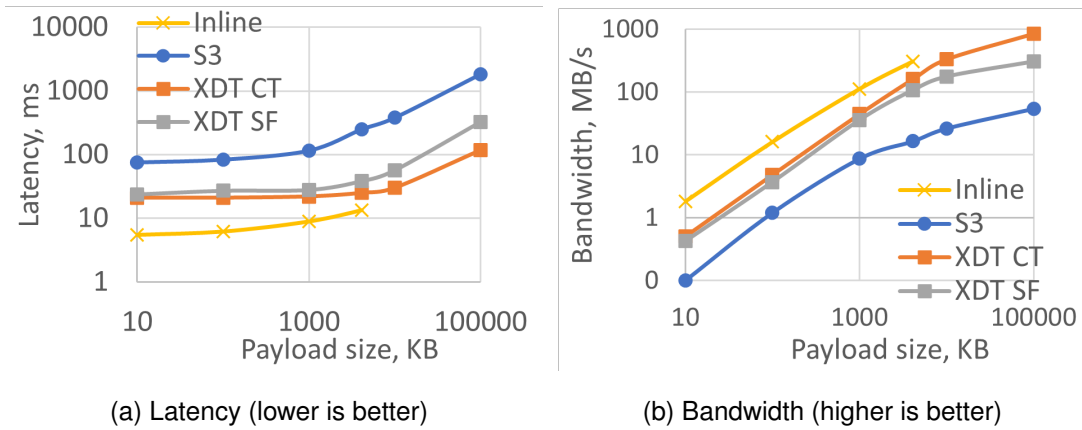 10000
1000
100
10
1
Latency, ms
Inline
S3
XDT CT
XDT SF
10
1000
100000
Payload size, KB
(a) Latency (lower is better)
1000
100
10
1
0
Bandwidth, MB/s
Inline
S3
XDT CT
XDT SF
10
1000
100000
Payload size, KB
(b) Bandwidth (higher is better)